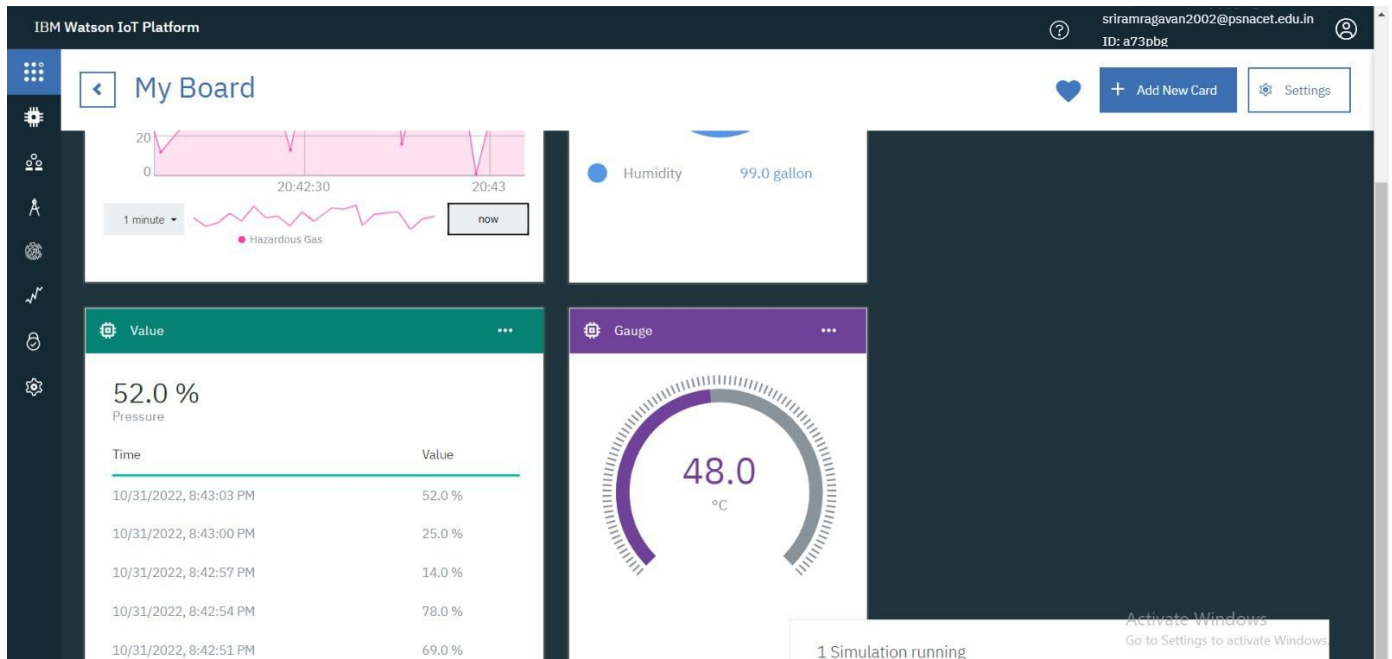 IBM Watson IoT Platform
sriramragavan2002@psnacet.edu.in
ID: a73pbg
My Board
Add New Card
Settings
20
0
20:42:30
20:43
1 minute
now
Hazardous Gas
Humidity
99.0 gallon
Value
52.0 %
Pressure
Time
Value
10/31/2022, 8:43:03 PM
52.0 %
10/31/2022, 8:43:00 PM
25.0 %
10/31/2022, 8:42:57 PM
14.0 %
10/31/2022, 8:42:54 PM
78.0 %
10/31/2022, 8:42:51 PM
69.0 %
Gauge
48.0
°C
1 Simulation running
Activate Windows
Go to Settings to activate Windows.